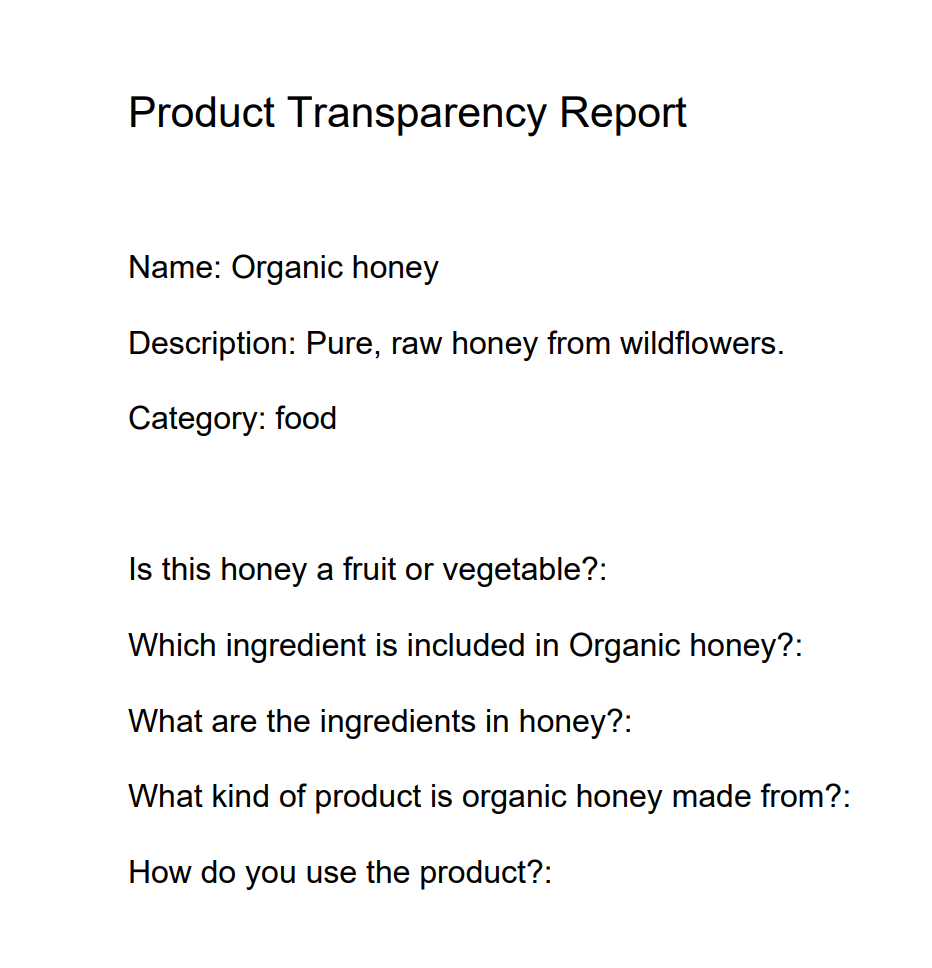 Product Transparency Report
Name: Organic honey
Description: Pure, raw honey from wildflowers.
Category: food
Is this honey a fruit or vegetable?:
Which ingredient is included in Organic honey?:
What are the ingredients in honey?:
What kind of product is organic honey made from?:
How do you use the product?: